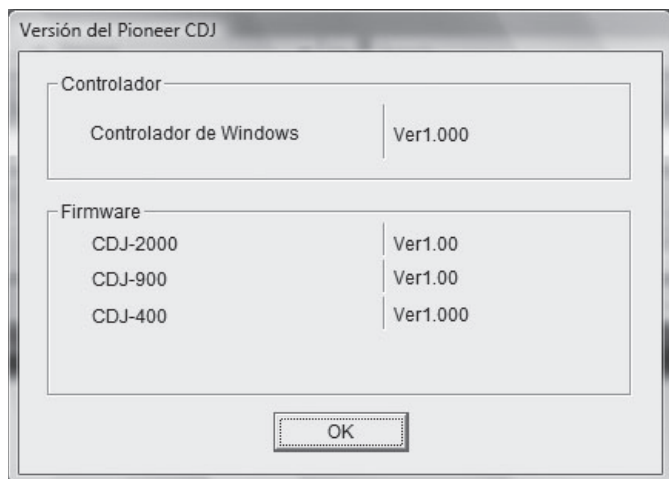 Versión del Pioneer CDJ
Controlador
Controlador de Windows Ver1.000
Firmware
CDJ-2000 Ver1.00
CDJ-900 Ver1.00
CDJ-400 Ver1.000
OK